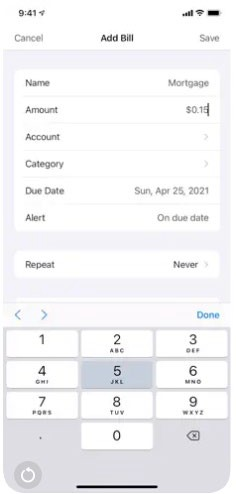 9:41
Cancel Add Bill Save
Name Mortgage
Amount $0.15
Account
Category
Due Date Sun, Apr 25, 2021
Alert On due date
Repeat Never
Done
1 2 3
ABC DEF
4 5 6
GHI JKL MNO
7 8 9
PQRS TUV WXYZ
. 0